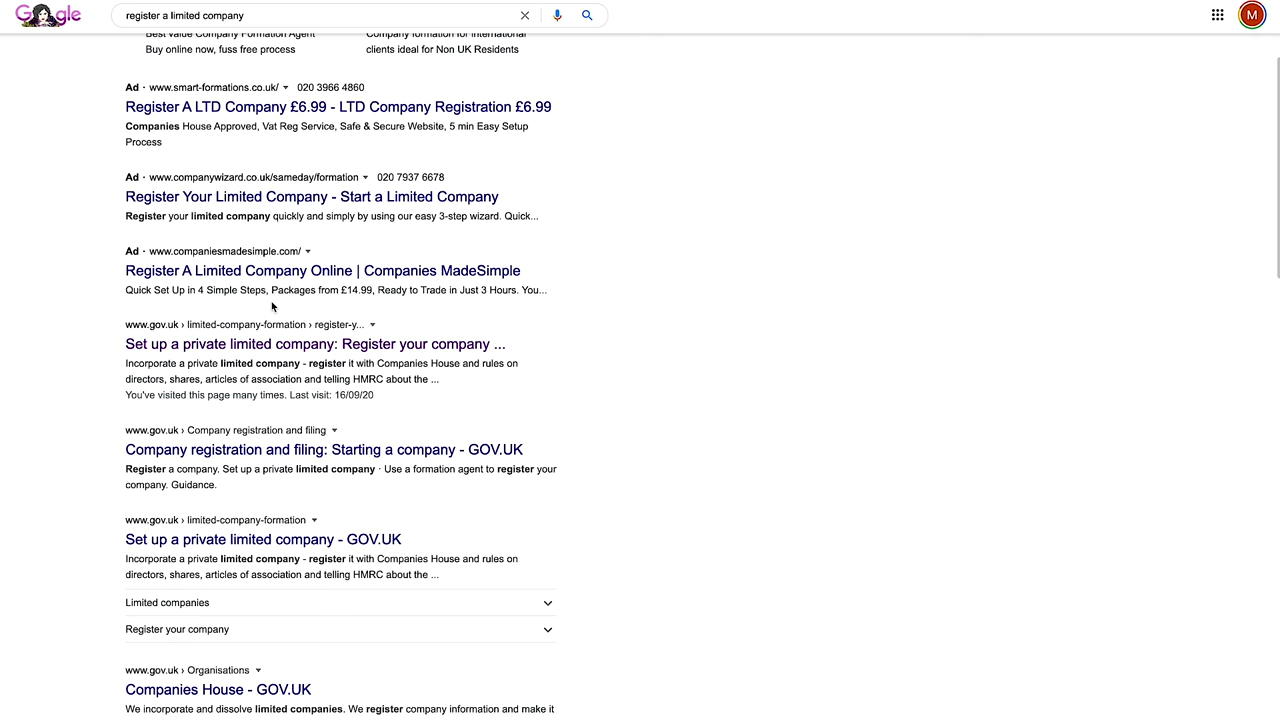 Google
register a limited company
M
Best Value Company Formation Agent
Company formation for international
Buy online now, fuss free process
clients ideal for Non UK Residents
Ad · www.smart-formations.co.uk/ 020 3966 4860
Register A LTD Company £6.99 - LTD Company Registration £6.99
Companies House Approved, Vat Reg Service, Safe & Secure Website, 5 min Easy Setup
Process
Ad · www.companywizard.co.uk/sameday/formation 020 7937 6678
Register Your Limited Company - Start a Limited Company
Register your limited company quickly and simply by using our easy 3-step wizard. Quick...
Ad · www.companiesmadesimple.com/
Register A Limited Company Online | Companies MadeSimple
Quick Set Up in 4 Simple Steps, Packages from £14.99, Ready to Trade in Just 3 Hours. You...
www.gov.uk › limited-company-formation › register-y...
Set up a private limited company: Register your company ...
Incorporate a private limited company - register it with Companies House and rules on
directors, shares, articles of association and telling HMRC about the ...
You've visited this page many times. Last visit: 16/09/20
www.gov.uk › Company registration and filing
Company registration and filing: Starting a company - GOV.UK
Register a company. Set up a private limited company · Use a formation agent to register your
company. Guidance.
www.gov.uk › limited-company-formation
Set up a private limited company - GOV.UK
Incorporate a private limited company - register it with Companies House and rules on
directors, shares, articles of association and telling HMRC about the ...
Limited companies
Register your company
www.gov.uk › Organisations
Companies House - GOV.UK
We incorporate and dissolve limited companies. We register company information and make it